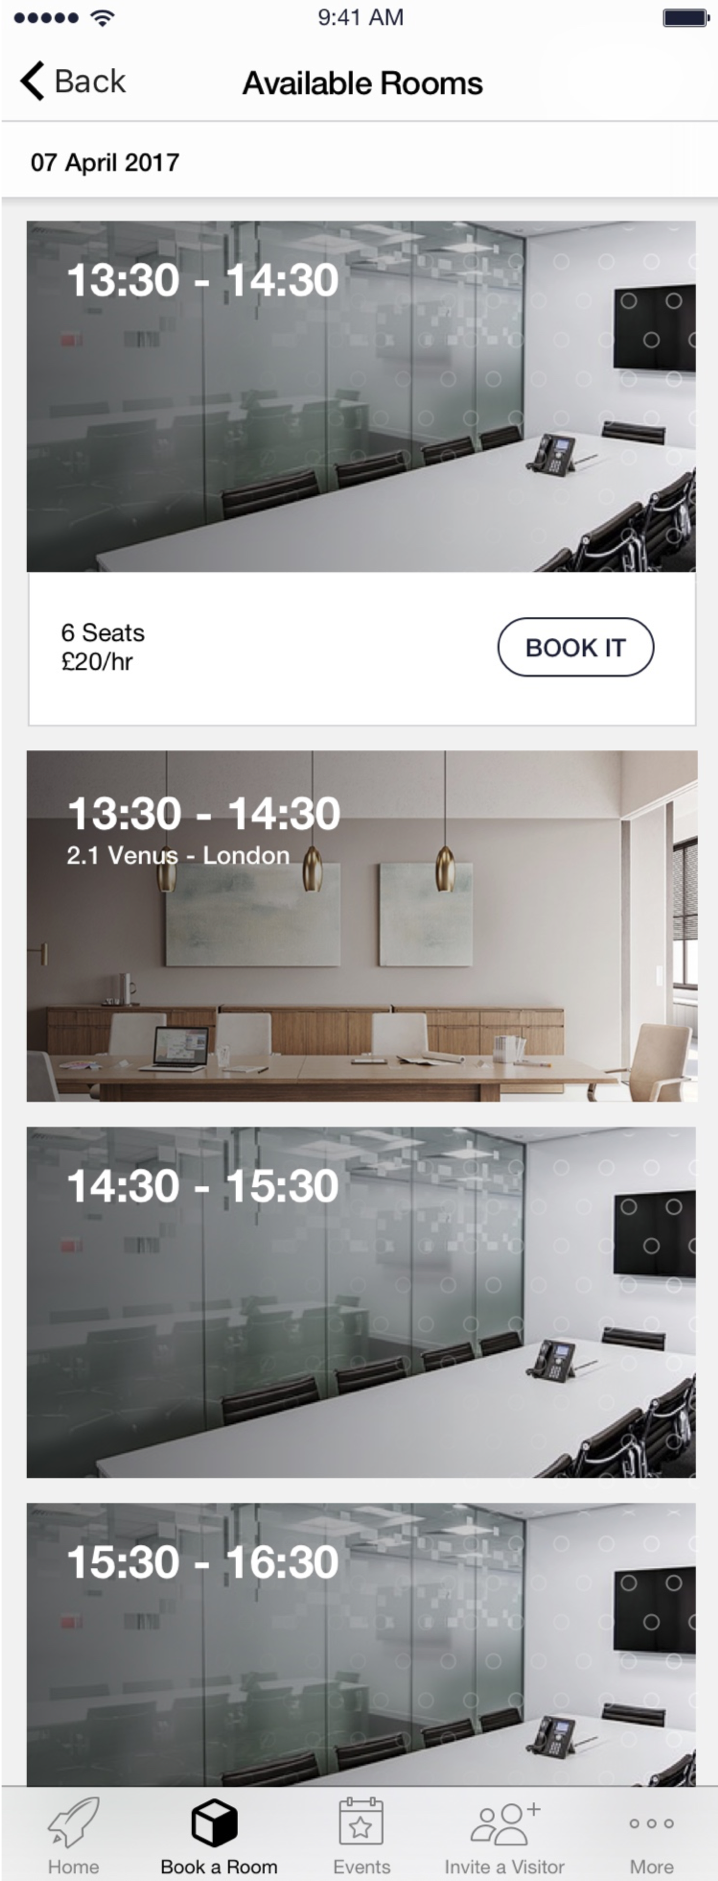 9:41 AM
Back
Available Rooms
07 April 2017
13:30 - 14:30
6 Seats
£20/hr
BOOK IT
13:30 - 14:30
2.1 Venus - London
14:30 - 15:30
15:30 - 16:30
Home
Book a Room
Events
Invite a Visitor
More